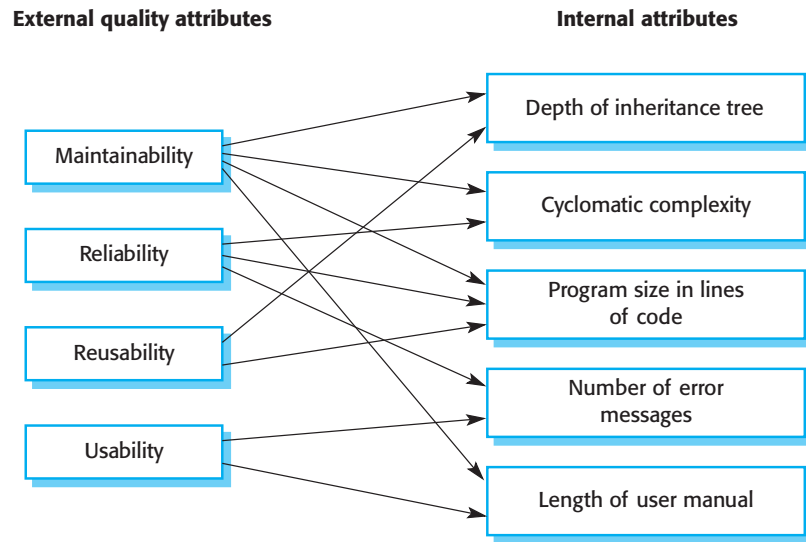 External quality attributes
Internal attributes
Maintainability
Reliability
Reusability
Usability
Depth of inheritance tree
Cyclomatic complexity
Program size in lines
of code
Number of error
messages
Length of user manual